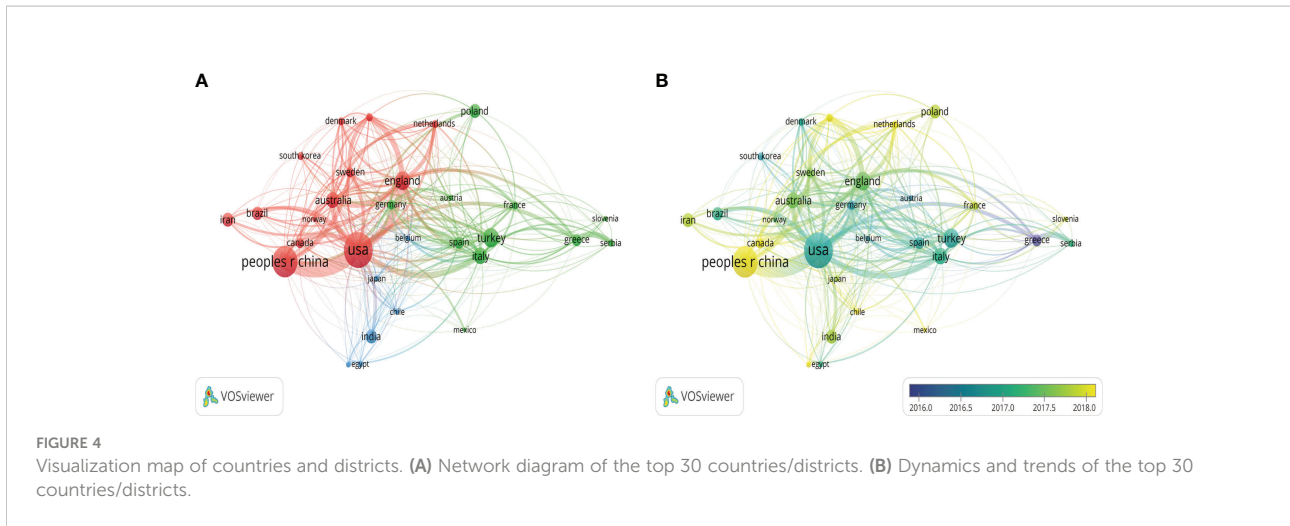 A
poland
denmark
netherlands
south korea
sweden
england
australia
germany
austria
france
iran
brazil
norway
slovenia
canada
belgium
spain
turkey
greece
serbia
usa
peoples r china
italy
japan
chile
india
mexico
egypt
VOSviewer
B
poland
denmark
netherlands
south korea
sweden
england
australia
germany
austria
france
iran
brazil
norway
slovenia
canada
belgium
spain
turkey
greece
serbia
usa
peoples r china
italy
japan
chile
india
mexico
egypt
VOSviewer
2016.0 2016.5 2017.0 2017.5 2018.0
FIGURE 4
Visualization map of countries and districts. (A) Network diagram of the top 30 countries/districts. (B) Dynamics and trends of the top 30
countries/districts.